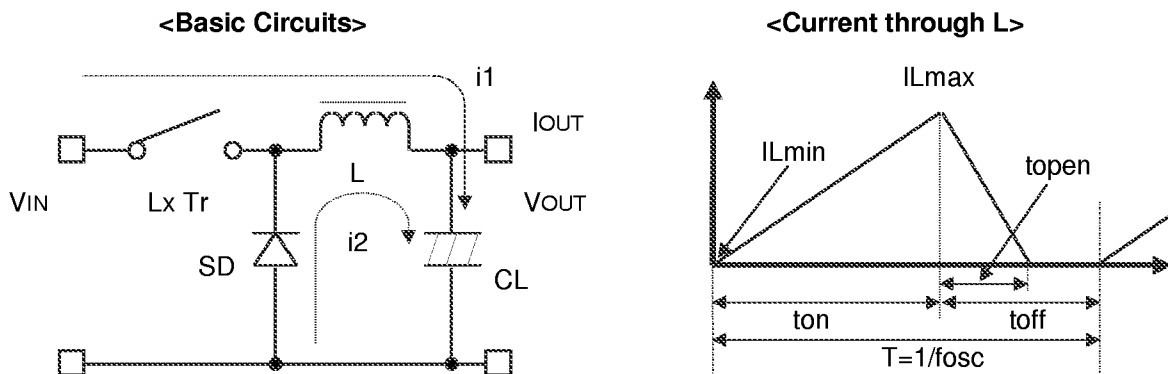 <Basic Circuits>
i1
IOUT
L
VIN
Lx Tr
VOUT
i2
SD
CL
<Current through L>
ILmax
ILmin
topen
ton
toff
T=1/fosc